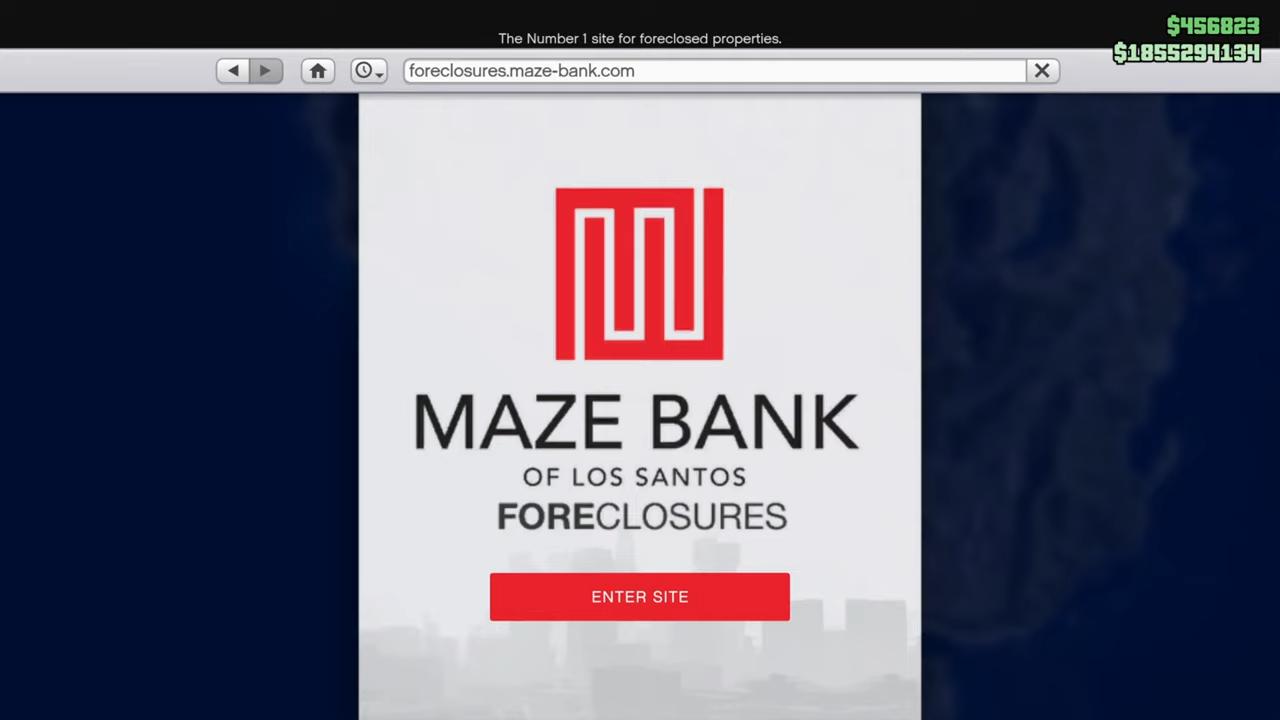 The Number 1 site for foreclosed properties.
$456823
$1855294134
foreclosures.maze-bank.com
MAZE BANK
OF LOS SANTOS
FORECLOSURES
ENTER SITE